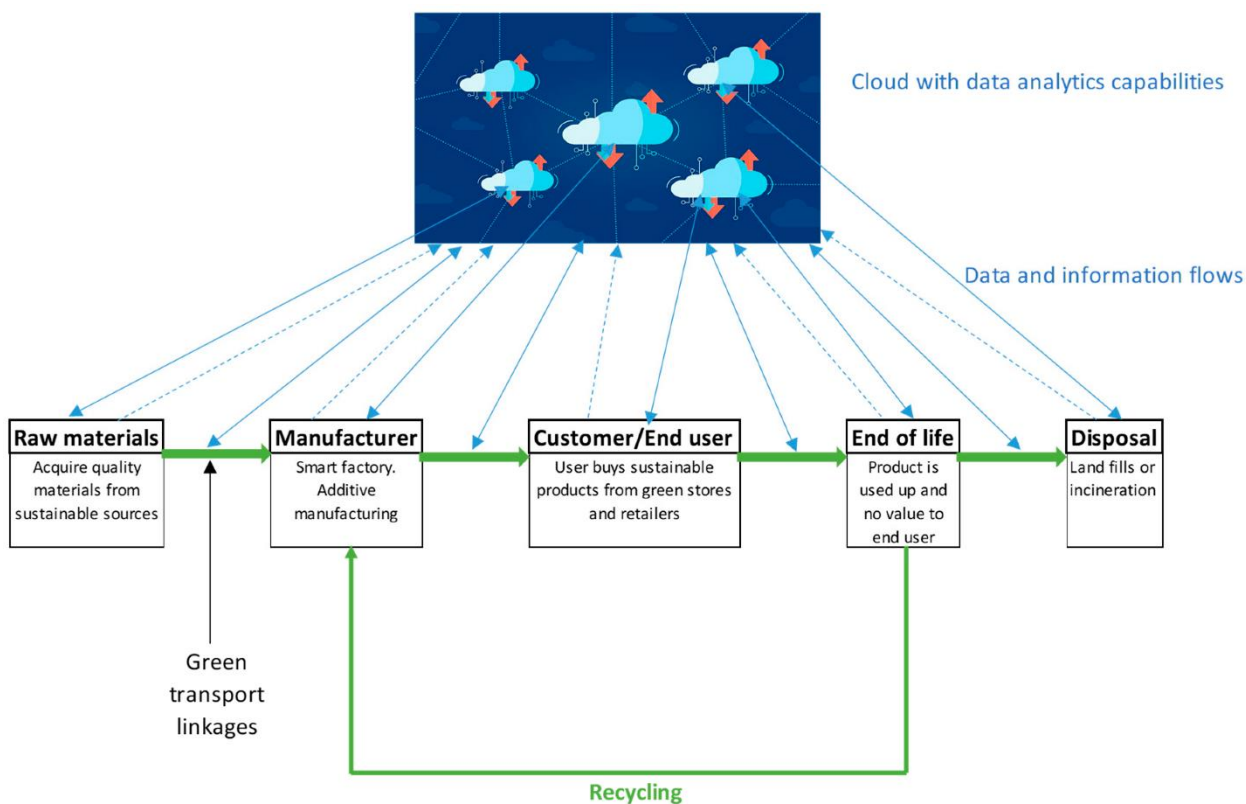 Cloud with data analytics capabilities
Data and information flows
Raw materials
Acquire quality
materials from
sustainable sources
Manufacturer
Smart factory.
Additive
manufacturing
Customer/End user
User buys sustainable
products from green stores
and retailers
End of life
Product is
used up and
no value to
end user
Disposal
Land fills or
incineration
Green
transport
linkages
Recycling